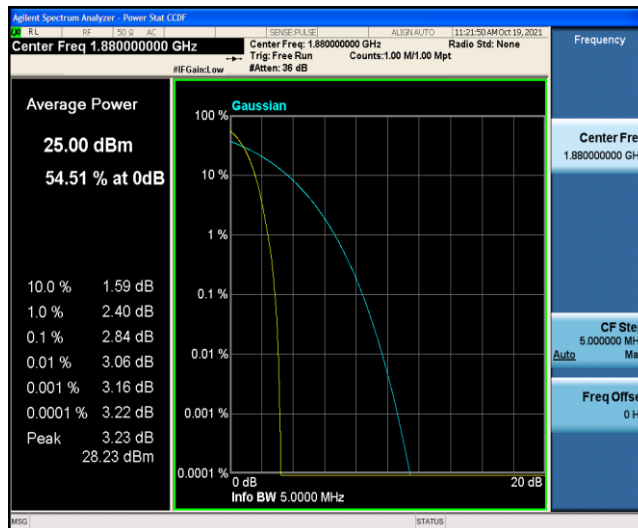 Agilent Spectrum Analyzer - Power Stat CCDF
RL RF 50 Ω AC SENSE:PULSE ALIGN AUTO 11:21:50 AM Oct 19, 2021
Center Freq 1.880000000 GHz
Center Freq: 1.880000000 GHz Radio Std: None
Trig: Free Run Counts:1.00 M/1.00 Mpt
#IFGain:Low #Atten: 36 dB
Frequency
Average Power
25.00 dBm
54.51 % at 0dB
10.0 % 1.59 dB
1.0 % 2.40 dB
0.1 % 2.84 dB
0.01 % 3.06 dB
0.001 % 3.16 dB
0.0001 % 3.22 dB
Peak 3.23 dB
28.23 dBm
Gaussian
100 %
10 %
1 %
0.1 %
0.01 %
0.001 %
0.0001 %
0 dB 20 dB
Info BW 5.0000 MHz
Center Fre
1.880000000 GH
CF Ste
5.000000 MH
Auto Ma
Freq Offse
0 H
MSG STATUS